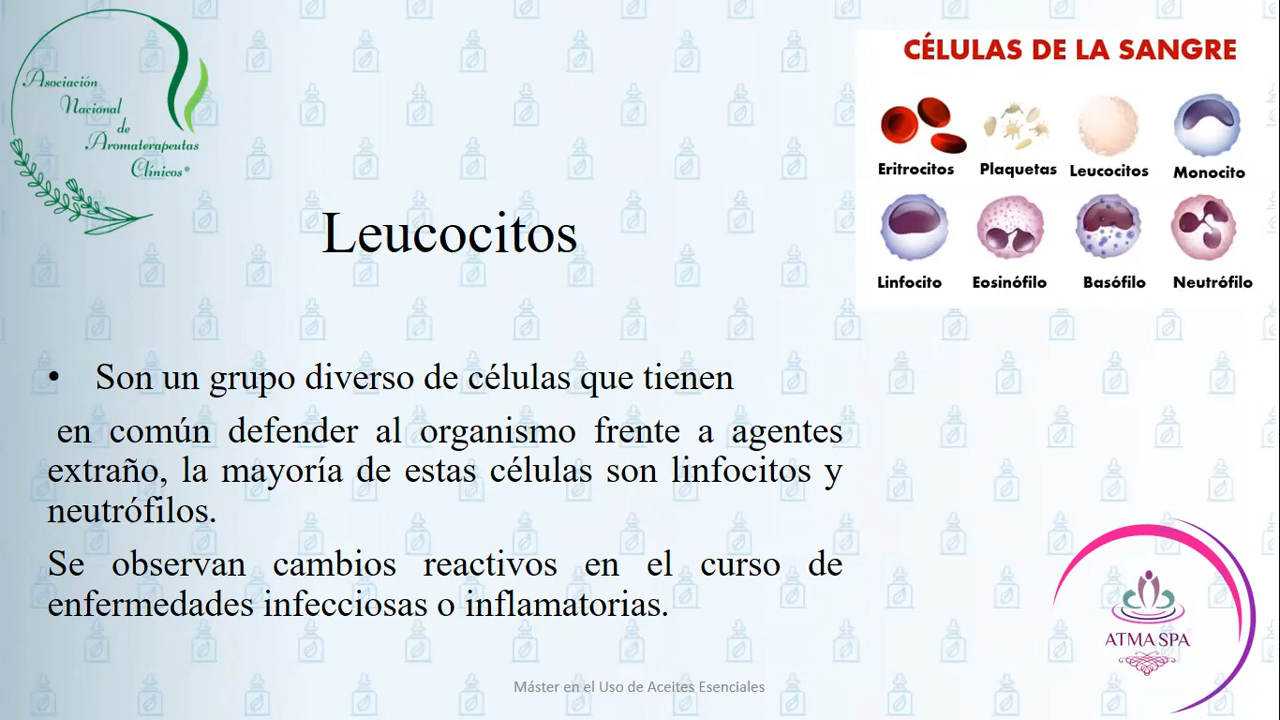 Asociación
Nacional
de
Aromaterapeutas
Clínicos®
CÉLULAS DE LA SANGRE
Eritrocitos Plaquetas Leucocitos Monocito
Linfocito Eosinófilo Basófilo Neutrófilo
Leucocitos
• Son un grupo diverso de células que tienen
en común defender al organismo frente a agentes
extraño, la mayoría de estas células son linfocitos y
neutrófilos.
Se observan cambios reactivos en el curso de
enfermedades infecciosas o inflamatorias.
ATMA SPA
Máster en el Uso de Aceites Esenciales